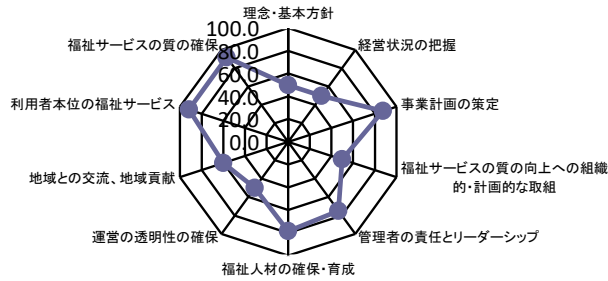 理念・基本方針
経営状況の把握
事業計画の策定
福祉サービスの質の向上への組織
的・計画的な取組
管理者の責任とリーダーシップ
福祉人材の確保・育成
運営の透明性の確保
地域との交流、地域貢献
利用者本位の福祉サービス
福祉サービスの質の確保
100.0
80.0
60.0
40.0
20.0
0.0